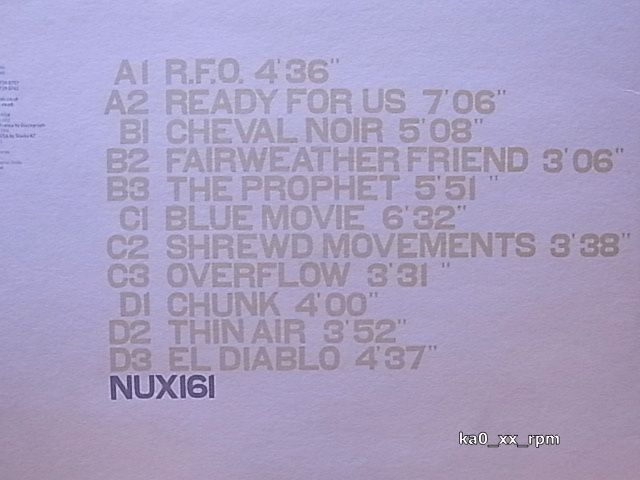 A1 R.F.O. 4'36"
A2 READY FOR US 7'06"
B1 CHEVAL NOIR 5'08"
B2 FAIRWEATHER FRIEND 3'06"
B3 THE PROPHET 5'51 "
C1 BLUE MOVIE 6'32"
C2 SHREWD MOVEMENTS 3'38"
C3 OVERFLOW 3'31 "
D1 CHUNK 4'00"
D2 THIN AIR 3'52"
D3 EL DIABLO 4'37"
NUX161
ka0_xx_rpm